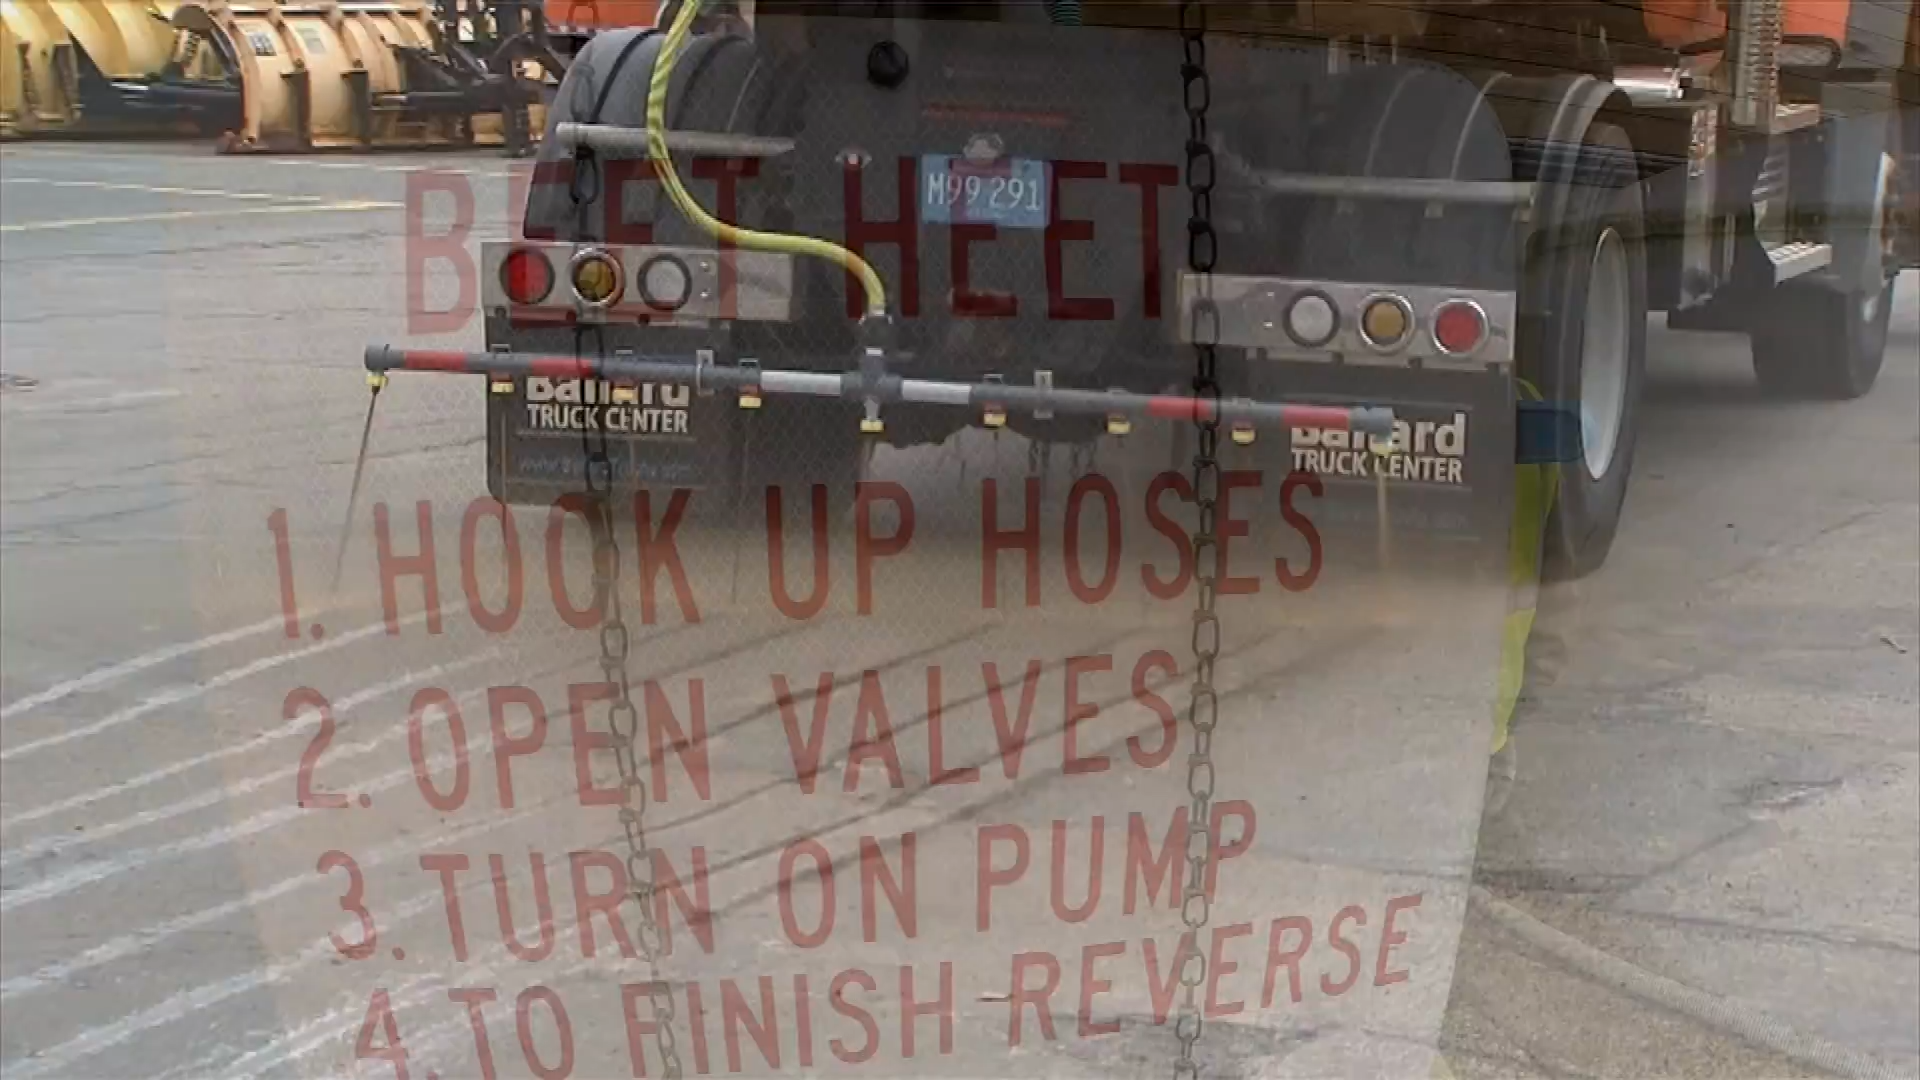 BEET HEET
M99 291
Ballard
TRUCK CENTER
Ballard
TRUCK CENTER
1. HOOK UP HOSES
2. OPEN VALVES
3. TURN ON PUMP
4. TO FINISH REVERSE